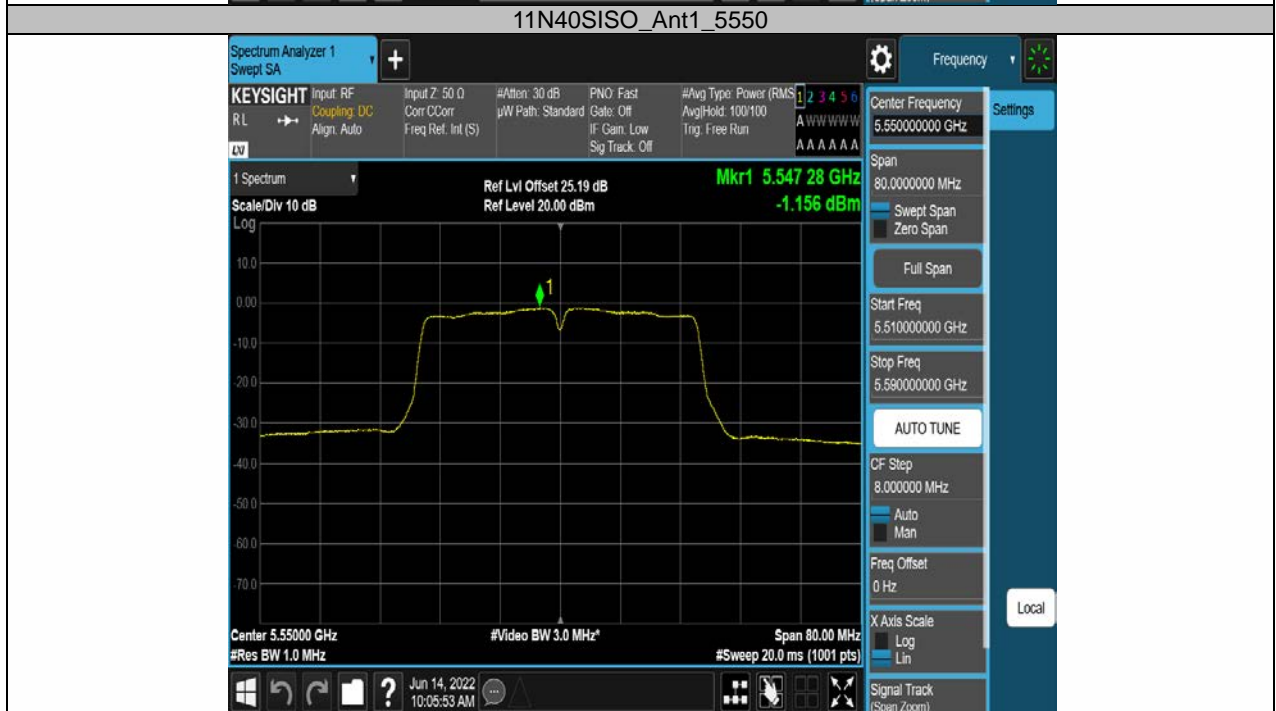 (Span Zoom)
11N40SISO_Ant1_5550
Spectrum Analyzer 1
Swept SA
+
Frequency
KEYSIGHT
RL
LXI
Input: RF
Coupling: DC
Align: Auto
Input Z: 50 Ω
Corr CCorr
Freq Ref: Int (S)
#Atten: 30 dB
µW Path: Standard
PNO: Fast
Gate: Off
IF Gain: Low
Sig Track: Off
#Avg Type: Power (RMS
Avg|Hold: 100/100
Trig: Free Run
1 2 3 4 5 6
A W W W W W
A A A A A A
1 Spectrum
Scale/Div 10 dB
Ref Lvl Offset 25.19 dB
Ref Level 20.00 dBm
Mkr1 5.547 28 GHz
-1.156 dBm
Log
10.0
0.00
-10.0
-20.0
-30.0
-40.0
-50.0
-60.0
-70.0
1
Center 5.55000 GHz
#Res BW 1.0 MHz
#Video BW 3.0 MHz*
Span 80.00 MHz
#Sweep 20.0 ms (1001 pts)
Center Frequency
5.550000000 GHz
Settings
Span
80.0000000 MHz
Swept Span
Zero Span
Full Span
Start Freq
5.510000000 GHz
Stop Freq
5.590000000 GHz
AUTO TUNE
CF Step
8.000000 MHz
Auto
Man
Freq Offset
0 Hz
X Axis Scale
Log
Lin
Local
Signal Track
(Span Zoom)
?
Jun 14, 2022
10:05:53 AM